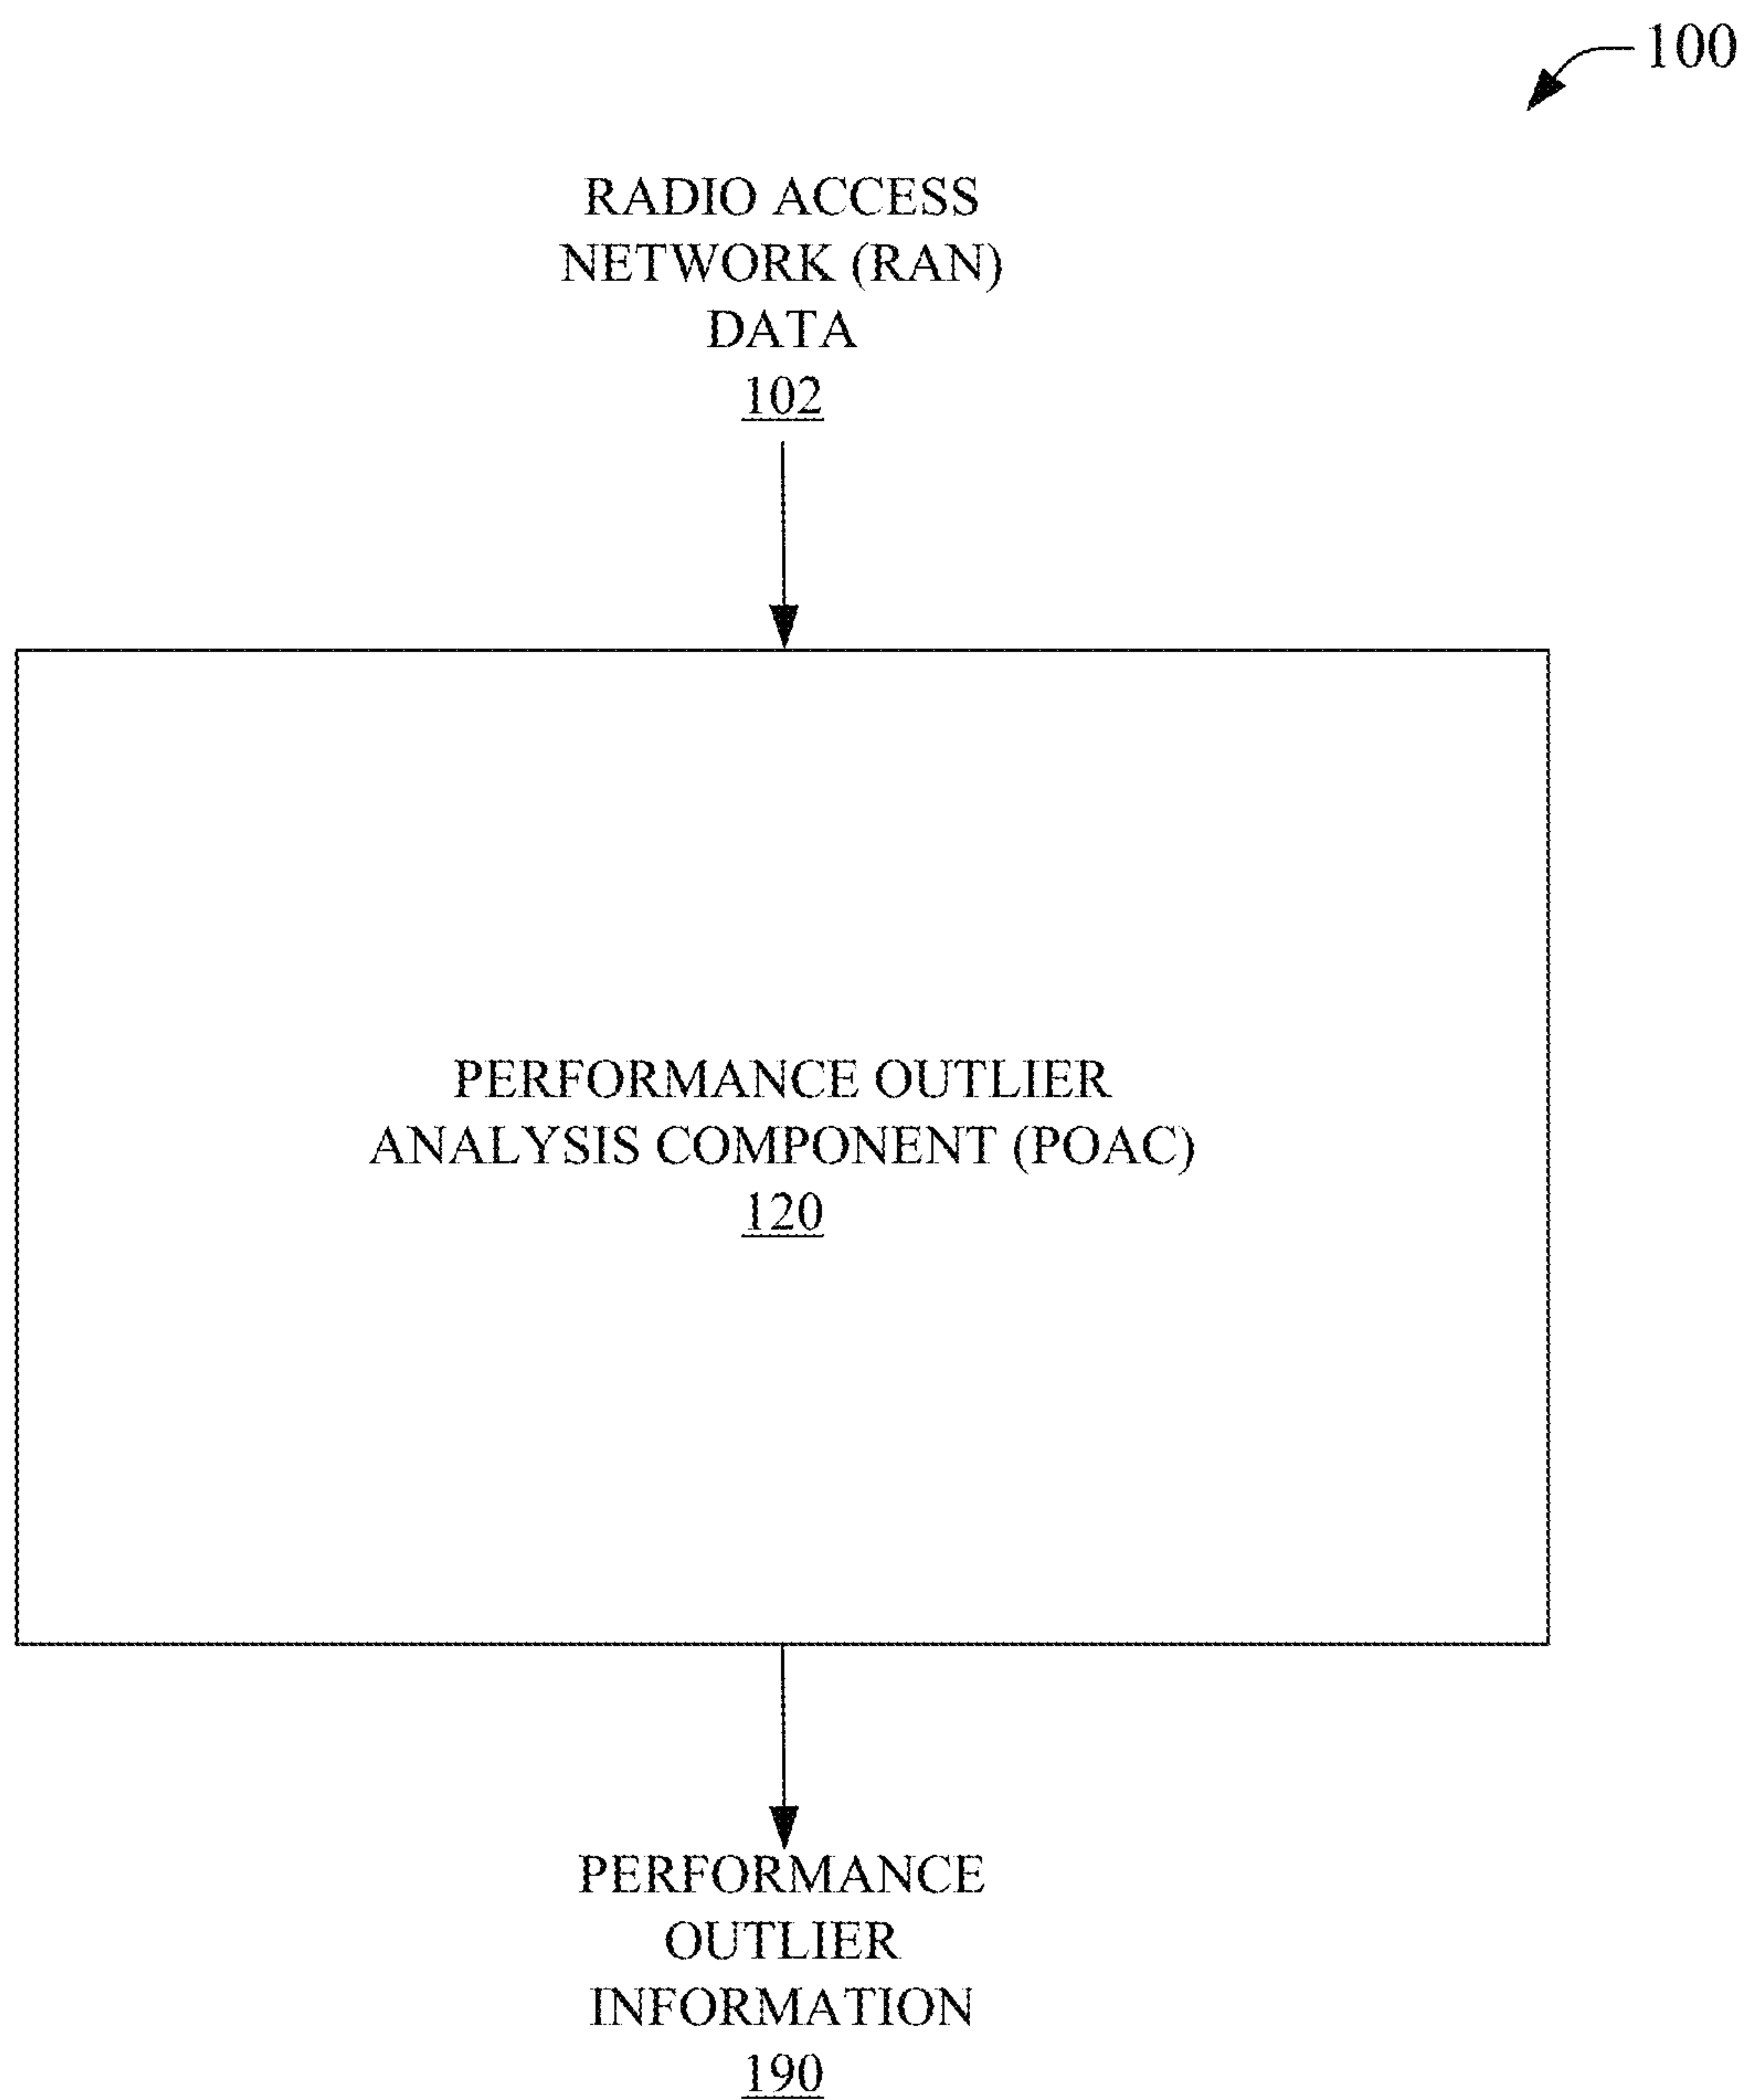 100
RADIO ACCESS
NETWORK (RAN)
DATA
102
PERFORMANCE OUTLIER
ANALYSIS COMPONENT (POAC)
120
PERFORMANCE
OUTLIER
INFORMATION
190